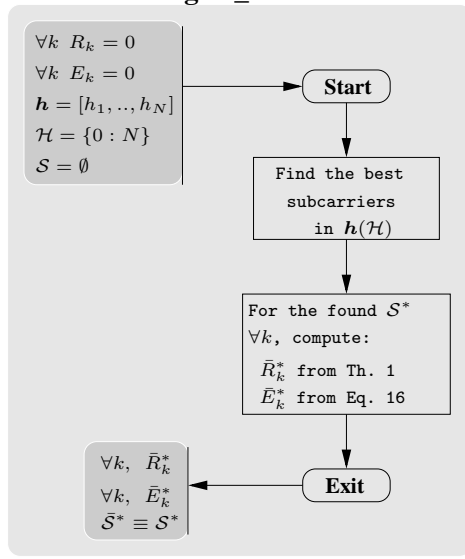 ∀k R_k = 0
∀k E_k = 0
h = [h_1, .., h_N]
ℋ = {0 : N}
𝒮 = ∅
Start
Find the best
subcarriers
in h(ℋ)
For the found 𝒮*
∀k, compute:
R̄*_k from Th. 1
Ē*_k from Eq. 16
Exit
∀k, R̄*_k
∀k, Ē*_k
𝒮̄* ≡ 𝒮*